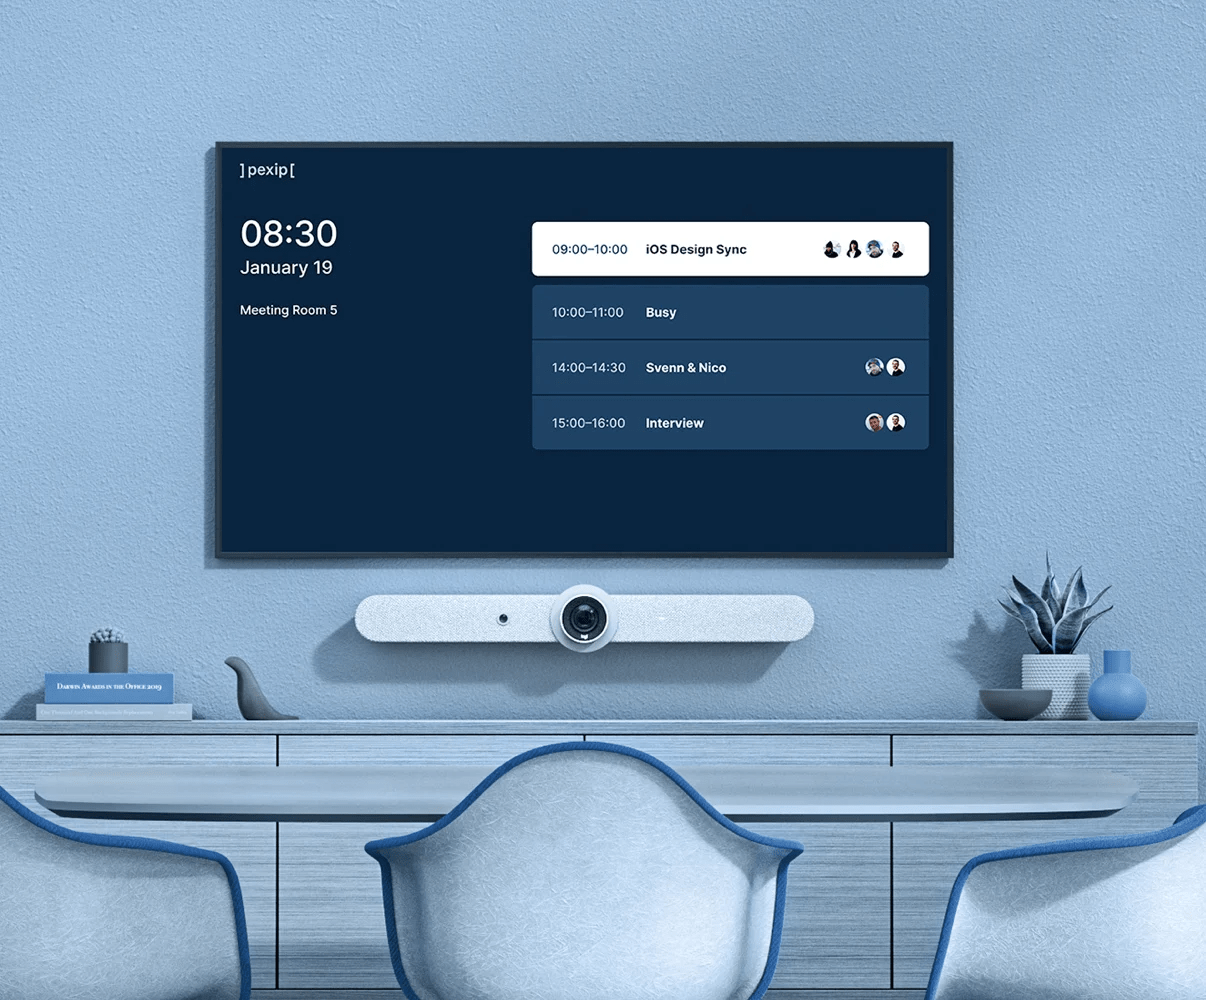 ]pexip[
08:30
January 19
Meeting Room 5
09:00–10:00 iOS Design Sync
10:00–11:00 Busy
14:00–14:30 Svenn & Nico
15:00–16:00 Interview
logi
Darwin Awards in the Office 2019